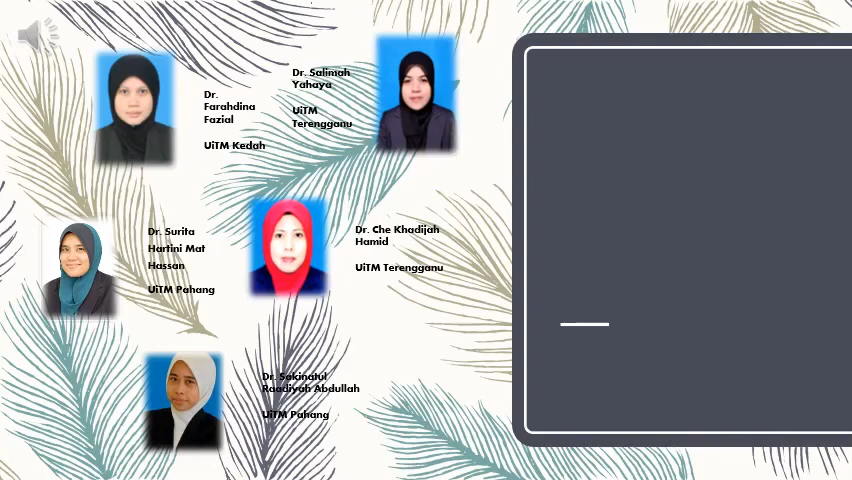 Dr.
Farahdina
Fazial
UiTM Kedah
Dr. Salimah
Yahaya
UiTM
Terengganu
Dr. Surita
Hartini Mat
Hassan
UiTM Pahang
Dr. Che Khadijah
Hamid
UiTM Terengganu
Dr. Sakinatul
Raadiyah Abdullah
UiTM Pahang